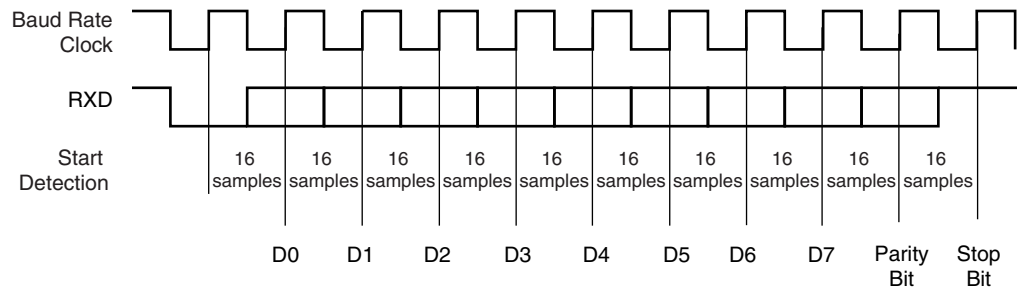 Baud Rate
Clock
RXD
Start
Detection
16 16 16 16 16 16 16 16 16 16
samples samples samples samples samples samples samples samples samples samples
D0 D1 D2 D3 D4 D5 D6 D7 Parity Stop
Bit Bit